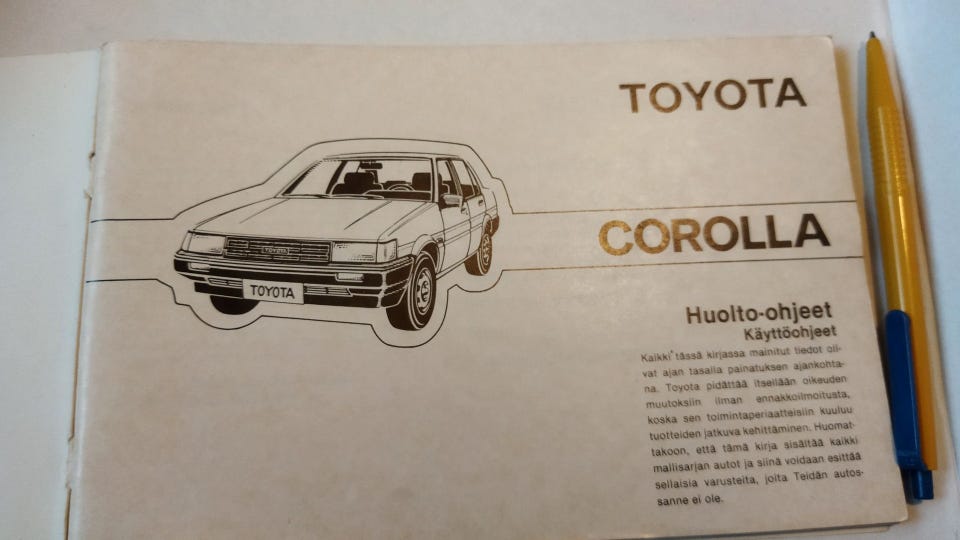 TOYOTA
COROLLA
TOYOTA
TOYOTA
Huolto-ohjeet
Käyttöohjeet
Kaikki tässä kirjassa mainitut tiedot oli-
vat ajan tasalla painatuksen ajankohta-
na. Toyota pidättää itsellään oikeuden
muutoksiin ilman ennakkoilmoitusta,
koska sen toimintaperiaatteisiin kuuluu
tuotteiden jatkuva kehittäminen. Huomat-
takoon, että tämä kirja sisältää kaikki
mallisarjan autot ja siinä voidaan esittää
sellaisia varusteita, joita Teidän autos-
sanne ei ole.